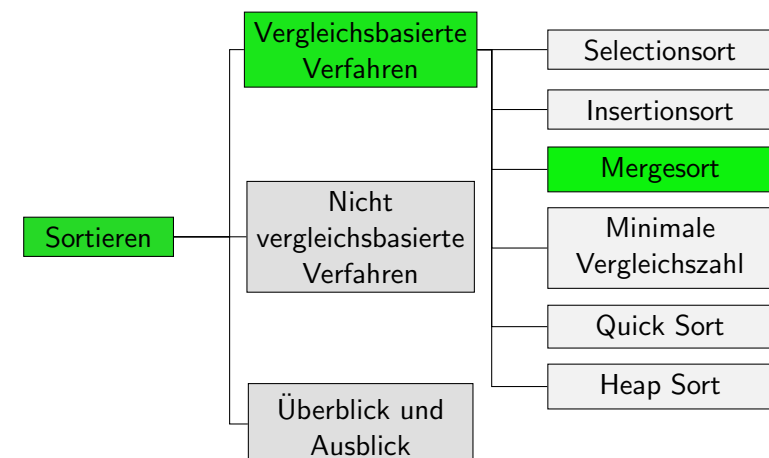 Sortieren
Vergleichsbasierte
Verfahren
Selectionsort
Insertionsort
Mergesort
Minimale
Vergleichszahl
Quick Sort
Heap Sort
Nicht
vergleichsbasierte
Verfahren
Überblick und
Ausblick